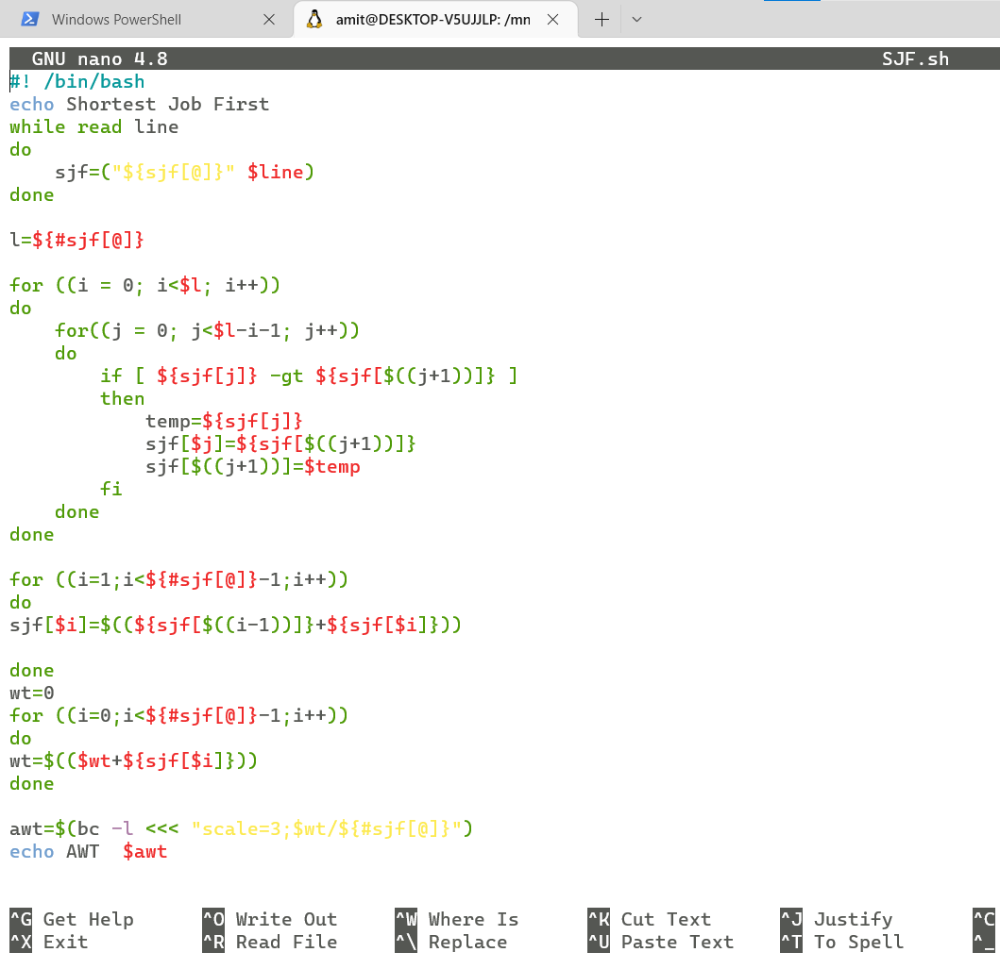 Windows PowerShell
amit@DESKTOP-V5UJJLP: /mn
GNU nano 4.8 SJF.sh
#! /bin/bash
echo Shortest Job First
while read line
do
    sjf=("${sjf[@]}" $line)
done

l=${#sjf[@]}

for ((i = 0; i<$l; i++))
do
    for((j = 0; j<$l-i-1; j++))
    do
        if [ ${sjf[j]} -gt ${sjf[$((j+1))]} ]
        then
            temp=${sjf[j]}
            sjf[$j]=${sjf[$((j+1))]}
            sjf[$((j+1))]=$temp
        fi
    done
done

for ((i=1;i<${#sjf[@]}-1;i++))
do
sjf[$i]=$((${sjf[$((i-1))]}+${sjf[$i]}))

done
wt=0
for ((i=0;i<${#sjf[@]}-1;i++))
do
wt=$(($wt+${sjf[$i]}))
done

awt=$(bc -l <<< "scale=3;$wt/${#sjf[@]}")
echo AWT  $awt

^G Get Help ^O Write Out ^W Where Is ^K Cut Text ^J Justify ^C
^X Exit ^R Read File ^\ Replace ^U Paste Text ^T To Spell ^_